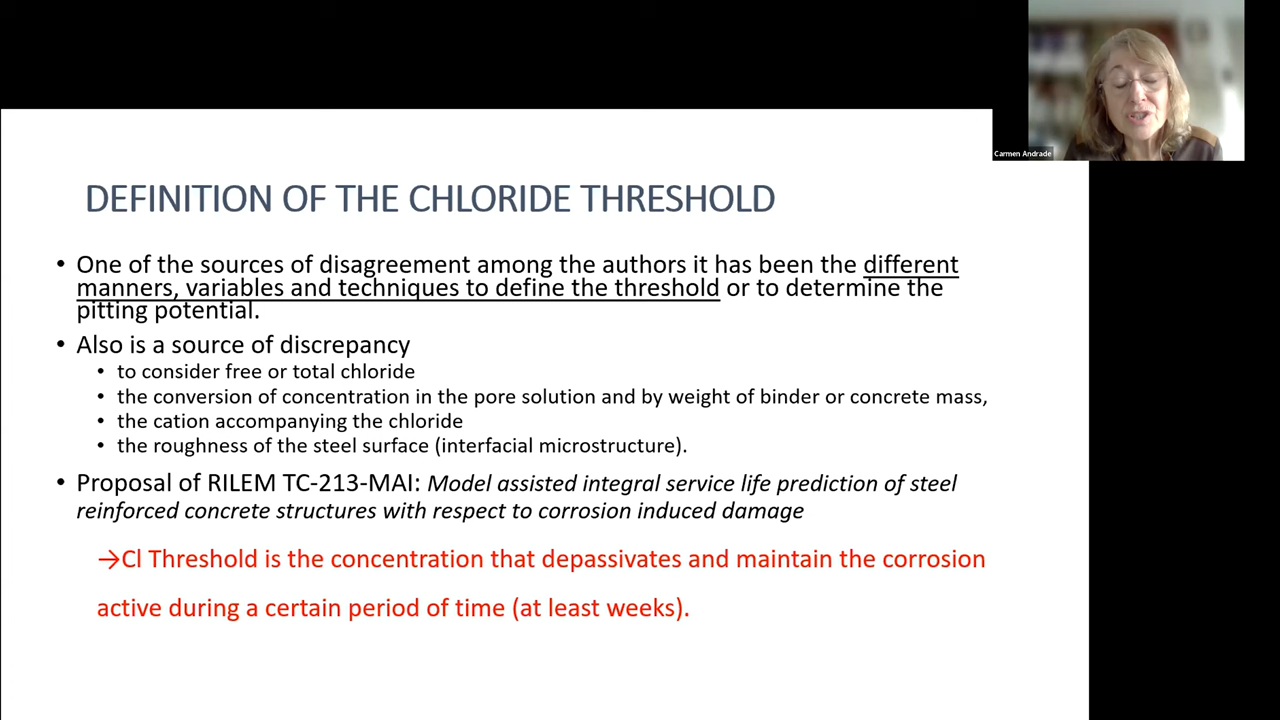 Carmen Andrade
DEFINITION OF THE CHLORIDE THRESHOLD
• One of the sources of disagreement among the authors it has been the different
manners, variables and techniques to define the threshold or to determine the
pitting potential.
• Also is a source of discrepancy
• to consider free or total chloride
• the conversion of concentration in the pore solution and by weight of binder or concrete mass,
• the cation accompanying the chloride
• the roughness of the steel surface (interfacial microstructure).
• Proposal of RILEM TC-213-MAI: Model assisted integral service life prediction of steel
reinforced concrete structures with respect to corrosion induced damage
→Cl Threshold is the concentration that depassivates and maintain the corrosion
active during a certain period of time (at least weeks).